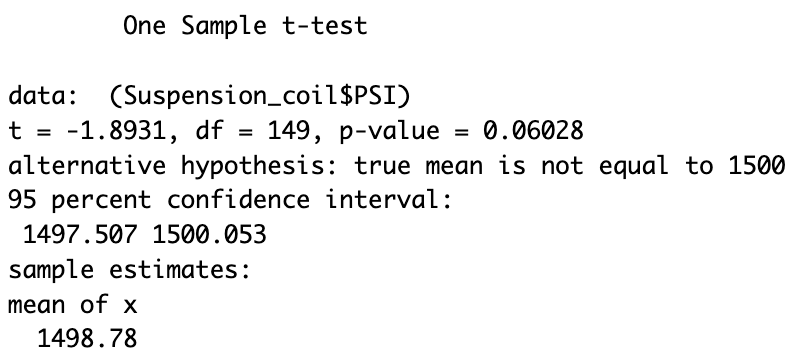 One Sample t-test
data:  (Suspension_coil$PSI)
t = -1.8931, df = 149, p-value = 0.06028
alternative hypothesis: true mean is not equal to 1500
95 percent confidence interval:
1497.507 1500.053
sample estimates:
mean of x
1498.78